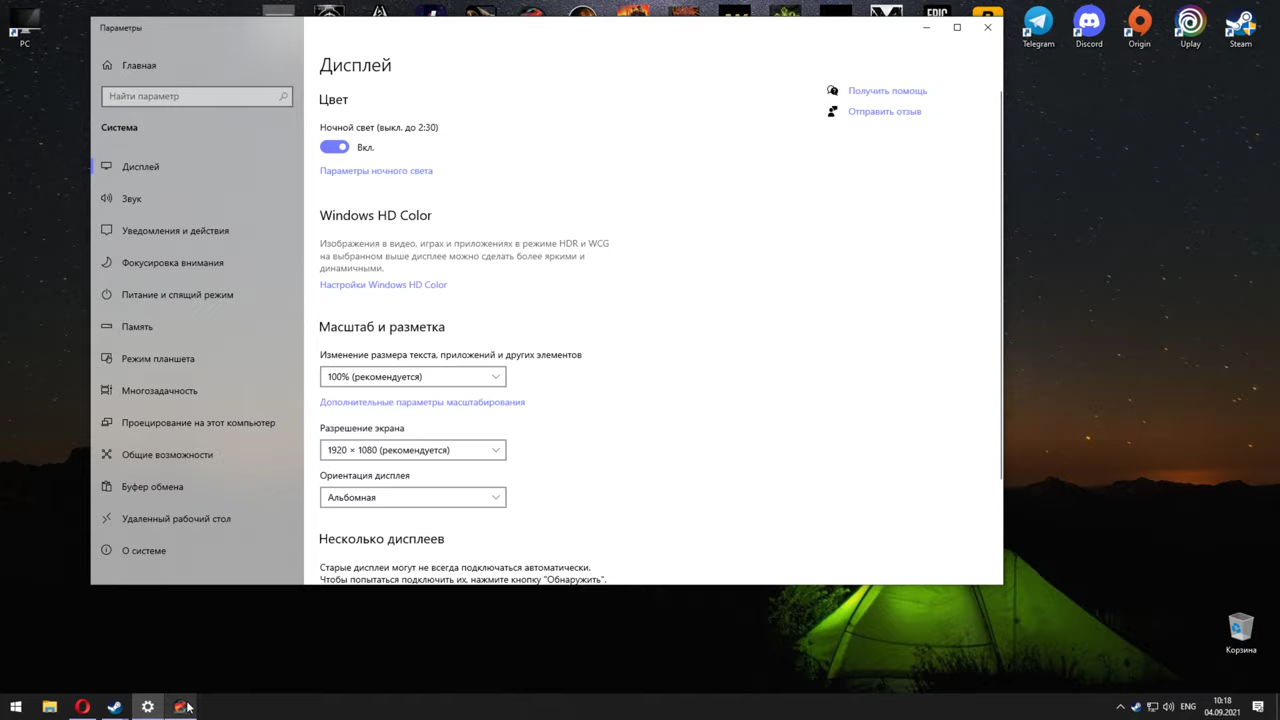 PC
EPIC
Telegram
Discord
Origin
Uplay
Steam
Параметры
Главная
Найти параметр
Система
Дисплей
Звук
Уведомления и действия
Фокусировка внимания
Питание и спящий режим
Память
Режим планшета
Многозадачность
Проецирование на этот компьютер
Общие возможности
Буфер обмена
Удаленный рабочий стол
О системе
Дисплей
Цвет
Ночной свет (выкл. до 2:30)
Вкл.
Параметры ночного света
Windows HD Color
Изображения в видео, играх и приложениях в режиме HDR и WCG
на выбранном выше дисплее можно сделать более яркими и
динамичными.
Настройки Windows HD Color
Масштаб и разметка
Изменение размера текста, приложений и других элементов
100% (рекомендуется)
Дополнительные параметры масштабирования
Разрешение экрана
1920 × 1080 (рекомендуется)
Ориентация дисплея
Альбомная
Несколько дисплеев
Старые дисплеи могут не всегда подключаться автоматически.
Чтобы попытаться подключить их, нажмите кнопку "Обнаружить".
Получить помощь
Отправить отзыв
Корзина
10:18
04.09.2021